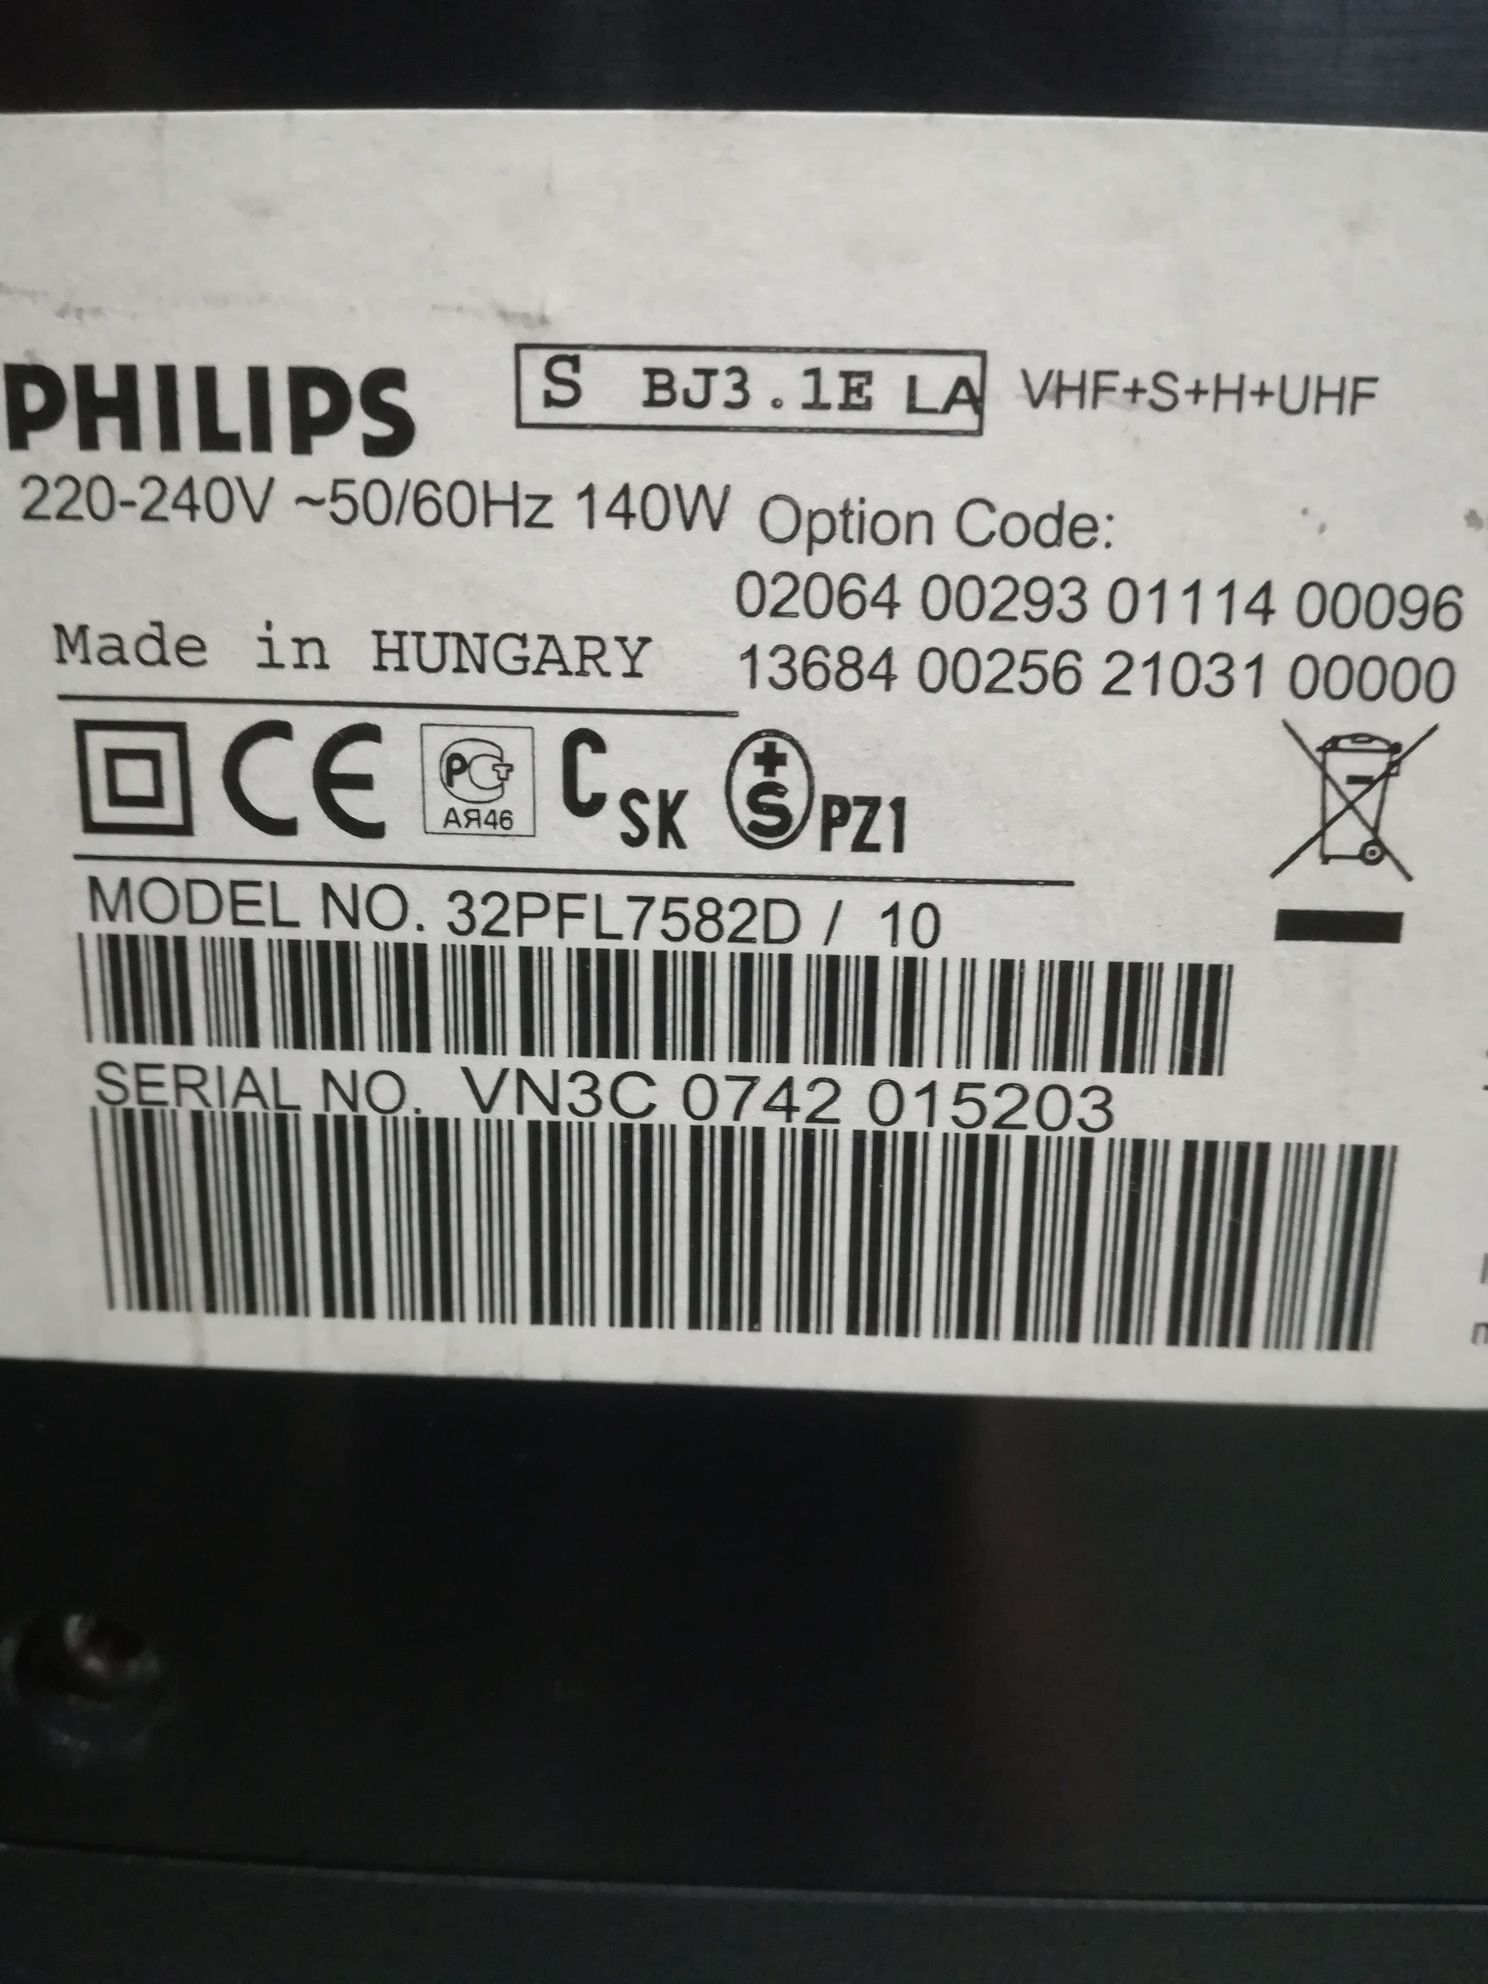 PHILIPS S BJ3.1E LA VHF+S+H+UHF
220-240V ~50/60Hz 140W Option Code:
02064 00293 01114 00096
Made in HUNGARY 13684 00256 21031 00000
CE PCT АЯ46 C SK +S PZ1
MODEL NO. 32PFL7582D / 10
SERIAL NO. VN3C 0742 015203